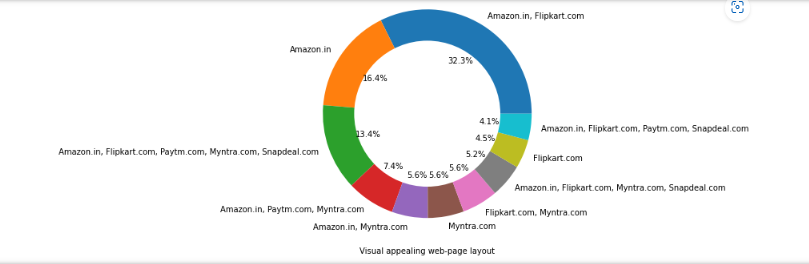 Amazon.in, Flipkart.com
Amazon.in
32.3%
16.4%
4.1%
Amazon.in, Flipkart.com, Paytm.com, Snapdeal.com
13.4%
4.5%
Amazon.in, Flipkart.com, Paytm.com, Myntra.com, Snapdeal.com
5.2%
Flipkart.com
7.4%
5.6%
5.6%
5.6%
Amazon.in, Flipkart.com, Myntra.com, Snapdeal.com
Amazon.in, Paytm.com, Myntra.com
Flipkart.com, Myntra.com
Amazon.in, Myntra.com
Myntra.com
Visual appealing web-page layout